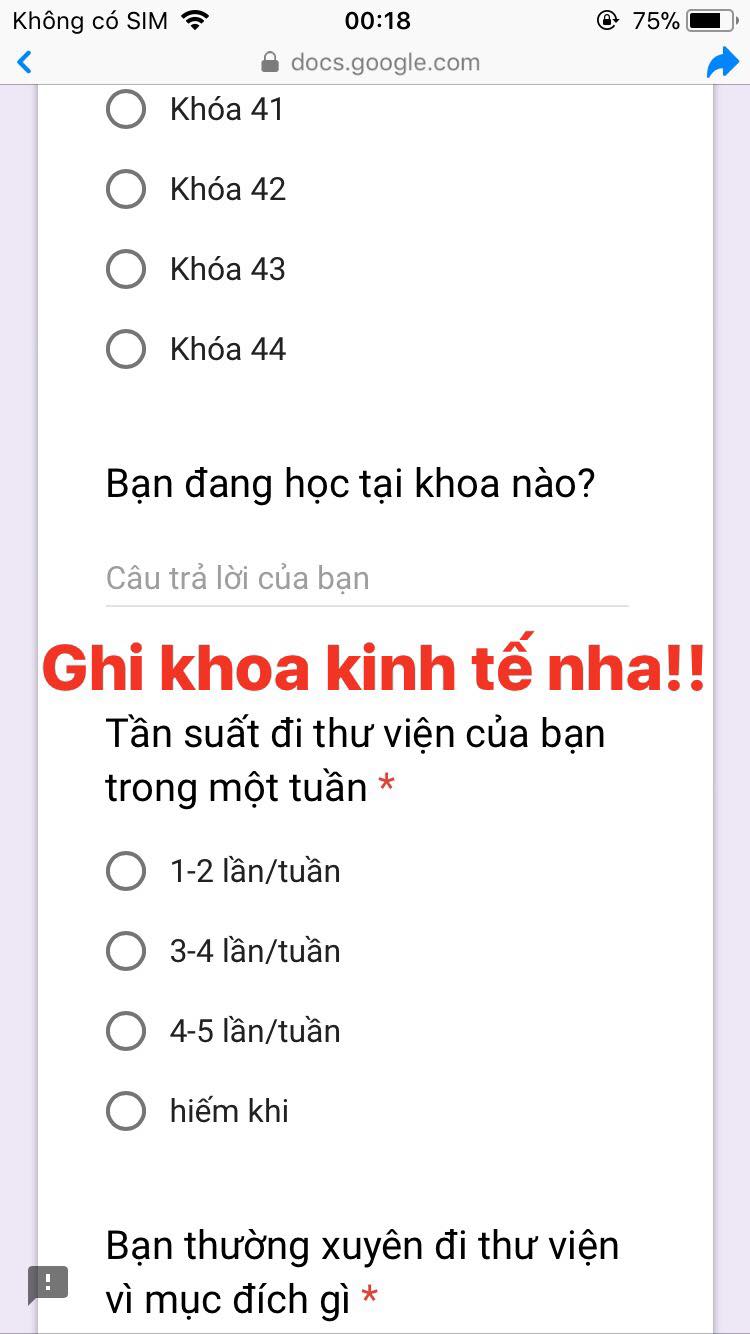 Không có SIM 00:18 75%
docs.google.com
Khóa 41
Khóa 42
Khóa 43
Khóa 44
Bạn đang học tại khoa nào?
Câu trả lời của bạn
Ghi khoa kinh tế nha!!
Tần suất đi thư viện của bạn
trong một tuần *
1-2 lần/tuần
3-4 lần/tuần
4-5 lần/tuần
hiếm khi
Bạn thường xuyên đi thư viện
vì mục đích gì *